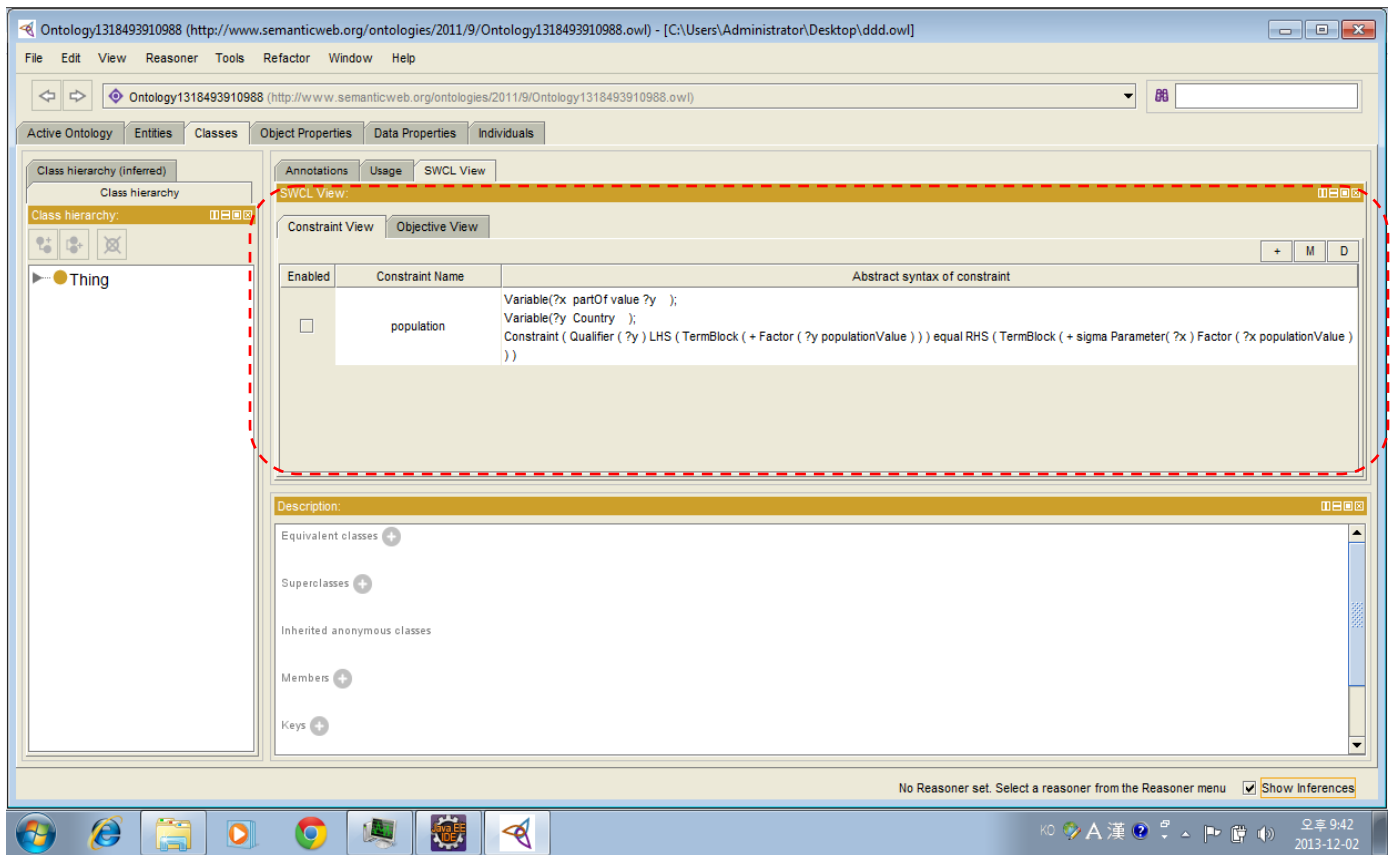 Ontology1318493910988 (http://www.semanticweb.org/ontologies/2011/9/Ontology1318493910988.owl) - [C:\Users\Administrator\Desktop\ddd.owl]
File Edit View Reasoner Tools Refactor Window Help
Ontology1318493910988 (http://www.semanticweb.org/ontologies/2011/9/Ontology1318493910988.owl)
Active Ontology Entities Classes Object Properties Data Properties Individuals
Class hierarchy (inferred)
Class hierarchy
Class hierarchy:
Thing
Annotations Usage SWCL View
SWCL View:
Constraint View Objective View
+ M D
Enabled Constraint Name Abstract syntax of constraint
population
Variable(?x partOf value ?y );
Variable(?y Country );
Constraint ( Qualifier ( ?y ) LHS ( TermBlock ( + Factor ( ?y populationValue ) ) ) equal RHS ( TermBlock ( + sigma Parameter( ?x ) Factor ( ?x populationValue )
) )
Description:
Equivalent classes
Superclasses
Inherited anonymous classes
Members
Keys
No Reasoner set. Select a reasoner from the Reasoner menu Show Inferences
Java EE
IDE
KO A 漢
오후 9:42
2013-12-02